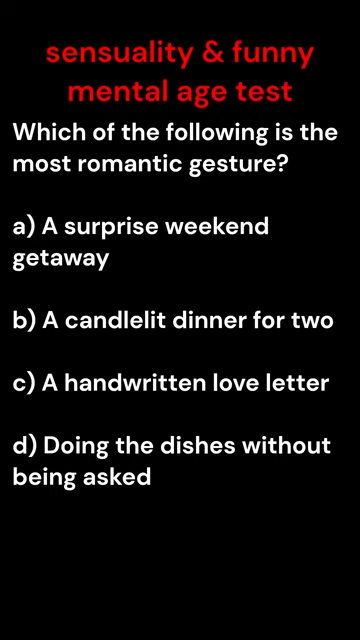 sensuality & funny
mental age test
Which of the following is the
most romantic gesture?
a) A surprise weekend
getaway
b) A candlelit dinner for two
c) A handwritten love letter
d) Doing the dishes without
being asked